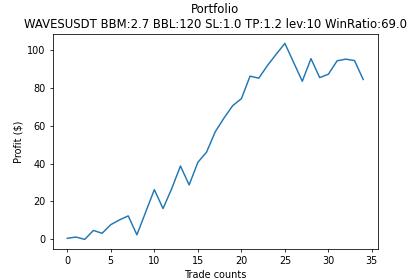 Portfolio
WAVESUSDT BBM:2.7 BBL:120 SL:1.0 TP:1.2 lev:10 WinRatio:69.0
100
80
60
40
20
0
Profit ($)
0 5 10 15 20 25 30 35
Trade counts